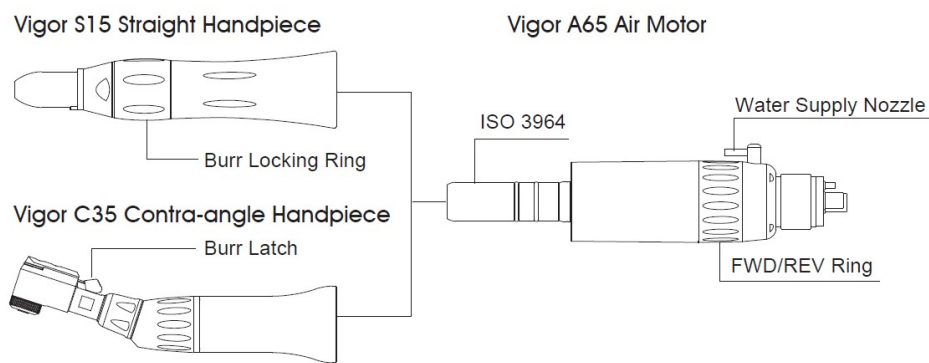 Vigor S15 Straight Handpiece
Vigor A65 Air Motor
Water Supply Nozzle
ISO 3964
Burr Locking Ring
Vigor C35 Contra-angle Handpiece
Burr Latch
FWD/REV Ring